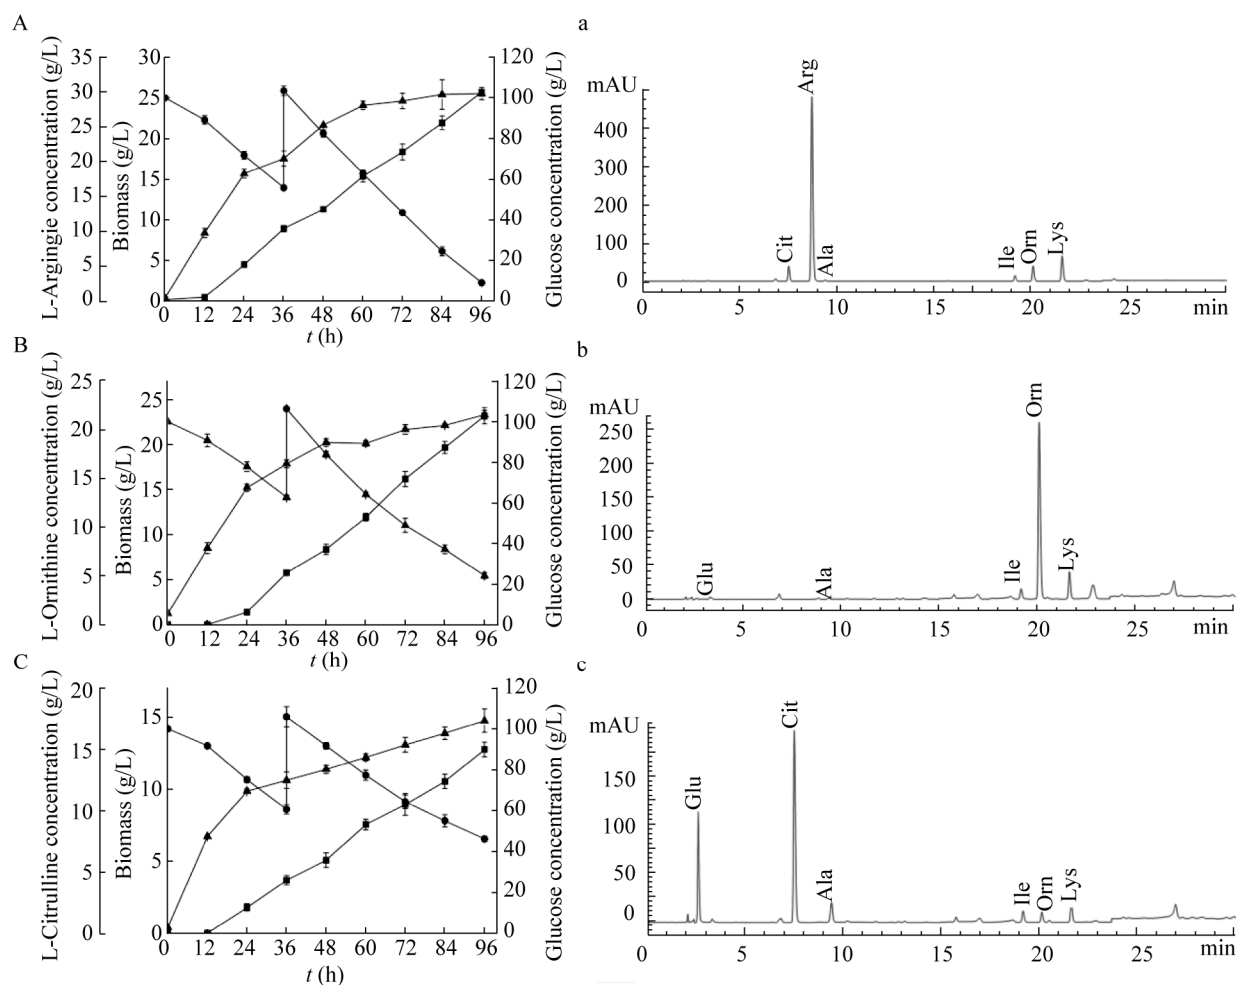 A
L-Argingie concentration (g/L)
35
30
25
20
15
10
5
0
Biomass (g/L)
30
25
20
15
10
5
0
Glucose concentration (g/L)
120
100
80
60
40
20
0
0 12 24 36 48 60 72 84 96
t (h)
a
mAU
400
300
200
100
0
Cit
Arg
Ala
Ile
Orn
Lys
0 5 10 15 20 25 min
B
L-Ornithine concentration (g/L)
25
20
15
10
5
0
Biomass (g/L)
25
20
15
10
5
0
Glucose concentration (g/L)
120
100
80
60
40
20
0
0 12 24 36 48 60 72 84 96
t (h)
b
mAU
250
200
150
100
50
0
Glu
Ala
Ile
Orn
Lys
0 5 10 15 20 25 min
C
L-Citrulline concentration (g/L)
20
15
10
5
0
Biomass (g/L)
15
10
5
0
Glucose concentration (g/L)
120
100
80
60
40
20
0
0 12 24 36 48 60 72 84 96
t (h)
c
mAU
150
100
50
0
Glu
Cit
Ala
Ile
Orn
Lys
0 5 10 15 20 25 min